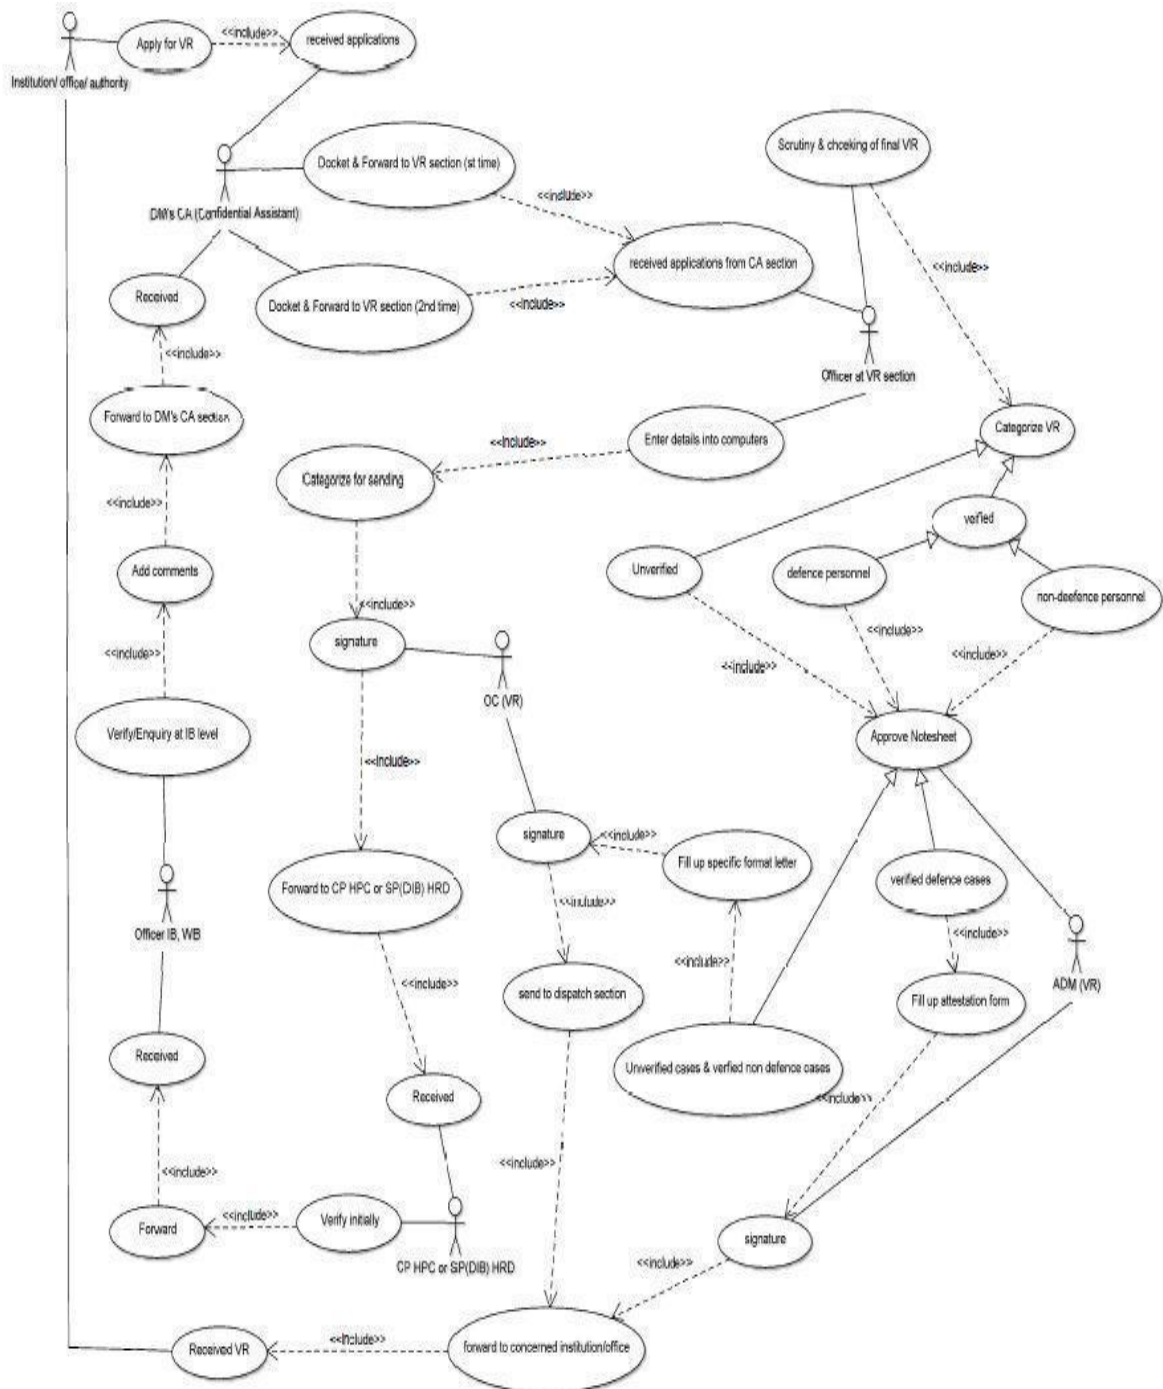 Apply for VR
<<include>>
received applications
Institution/ office/ authority
Docket & Forward to VR section (st time)
Scrutiny & chceking of final VR
<<include>>
DM's CA (Confidential Assistant)
received applications from CA section
<<include>>
Received
Docket & Forward to VR section (2nd time)
<<include>>
<<include>>
Officer at VR section
Forward to DM's CA section
Enter details into computers
<<Include>>
Categorize VR
Categorize for sending
<<include>>
verified
Add comments
Unverified
defence personnel
non-deefence personnel
<<include>>
signature
<<include>>
<<include>>
<<include>>
<<include>>
OC (VR)
Verify/Enquiry at IB level
Approve Notesheet
<<Include>>
signature
<<include>>
Fill up specific format letter
verified defence cases
Forward to CP HPC or SP(DIB) HRD
<<include>>
<<include>>
Officer IB, WB
<<include>>
<<include>>
send to dispatch section
Fill up attestation form
ADM (VR)
Received
Unverified cases & verfied non defence cases
Received
<<include>>
<<include>>
<<include>>
Forward
<<include>>
Verify initially
signature
CP HPC or SP(DIB) HRD
<<include>>
Received VR
<<Include>>
forward to concerned institution/office